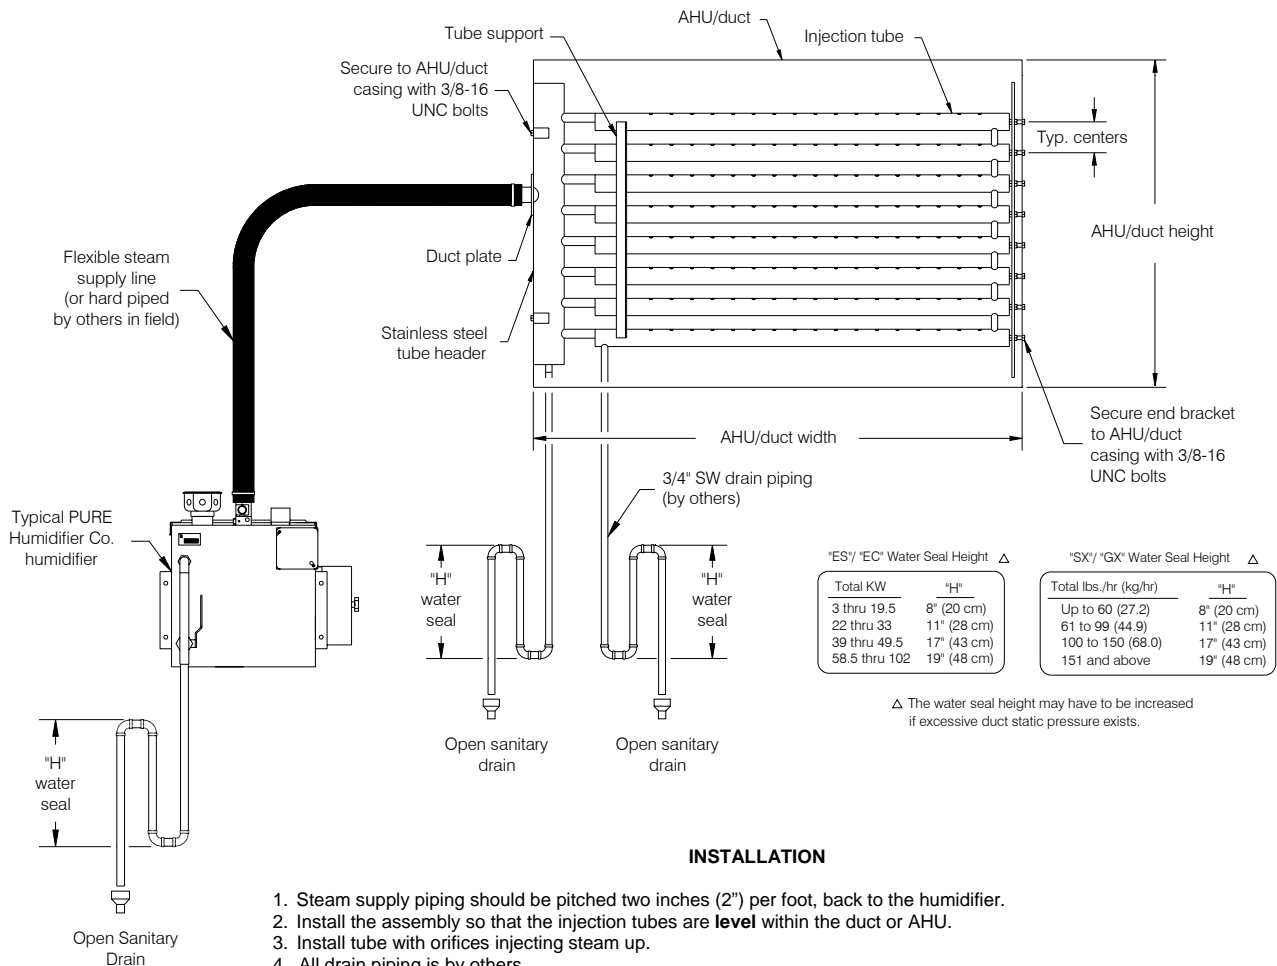 AHU/duct
Tube support
Injection tube
Secure to AHU/duct
casing with 3/8-16
UNC bolts
Typ. centers
AHU/duct height
Duct plate
Flexible steam
supply line
(or hard piped
by others in field)
Stainless steel
tube header
Secure end bracket
to AHU/duct
casing with 3/8-16
UNC bolts
AHU/duct width
3/4" SW drain piping
(by others)
Typical PURE
Humidifier Co.
humidifier
"H"
water
seal
"H"
water
seal
"ES"/ "EC" Water Seal Height △
Total KW "H"
3 thru 19.5 8" (20 cm)
22 thru 33 11" (28 cm)
39 thru 49.5 17" (43 cm)
58.5 thru 102 19" (48 cm)
"SX"/ "GX" Water Seal Height △
Total lbs./hr (kg/hr) "H"
Up to 60 (27.2) 8" (20 cm)
61 to 99 (44.9) 11" (28 cm)
100 to 150 (68.0) 17" (43 cm)
151 and above 19" (48 cm)
△ The water seal height may have to be increased
if excessive duct static pressure exists.
Open sanitary
drain
Open sanitary
drain
"H"
water
seal
Open Sanitary
Drain
INSTALLATION
1. Steam supply piping should be pitched two inches (2”) per foot, back to the humidifier.
2. Install the assembly so that the injection tubes are level within the duct or AHU.
3. Install tube with orifices injecting steam up.
4. All drain piping is by others